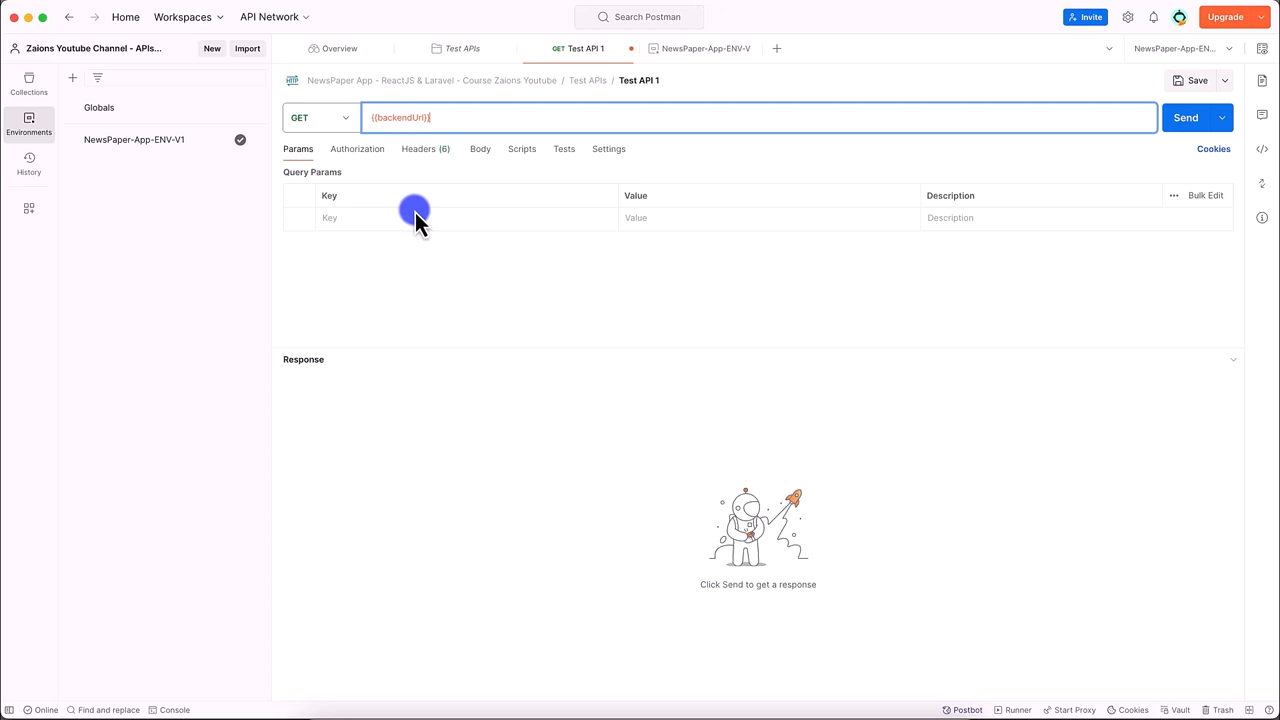 Home Workspaces API Network Search Postman Invite Upgrade
Zaions Youtube Channel - APIs... New Import Overview Test APIs GET Test API 1 NewsPaper-App-ENV-V NewsPaper-App-EN...
Collections
Environments
History
Globals
NewsPaper-App-ENV-V1
HTTP NewsPaper App - ReactJS & Laravel - Course Zaions Youtube / Test APIs / Test API 1 Save
GET {{backendUrl}} Send
Params Authorization Headers (6) Body Scripts Tests Settings Cookies
Query Params
Key Value Description Bulk Edit
Key Value Description
Response
Click Send to get a response
Online Find and replace Console Postbot Runner Start Proxy Cookies Vault Trash